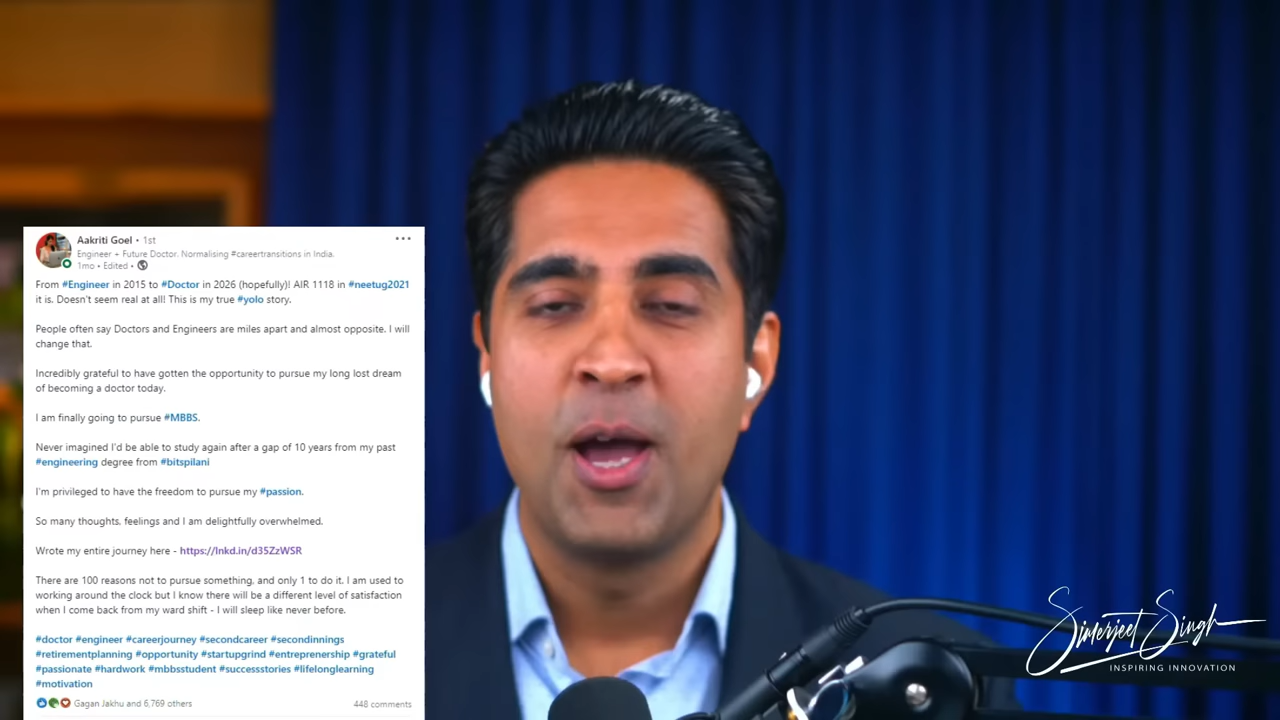 Aakriti Goel • 1st
Engineer + Future Doctor. Normalising #careertransitions in India.
1mo • Edited •
From #Engineer in 2015 to #Doctor in 2026 (hopefully)! AIR 1118 in #neetug2021
it is. Doesn't seem real at all! This is my true #yolo story.
People often say Doctors and Engineers are miles apart and almost opposite. I will
change that.
Incredibly grateful to have gotten the opportunity to pursue my long lost dream
of becoming a doctor today.
I am finally going to pursue #MBBS.
Never imagined I'd be able to study again after a gap of 10 years from my past
#engineering degree from #bitspilani
I'm privileged to have the freedom to pursue my #passion.
So many thoughts, feelings and I am delightfully overwhelmed.
Wrote my entire journey here - https://lnkd.in/d35ZzWSR
There are 100 reasons not to pursue something, and only 1 to do it. I am used to
working around the clock but I know there will be a different level of satisfaction
when I come back from my ward shift - I will sleep like never before.
#doctor #engineer #careerjourney #secondcareer #secondinnings
#retirementplanning #opportunity #startupgrind #entreprenership #grateful
#passionate #hardwork #mbbsstudent #successstories #lifelonglearning
#motivation
Gagan Jakhu and 6,769 others 448 comments
Simerjeet Singh
INSPIRING INNOVATION